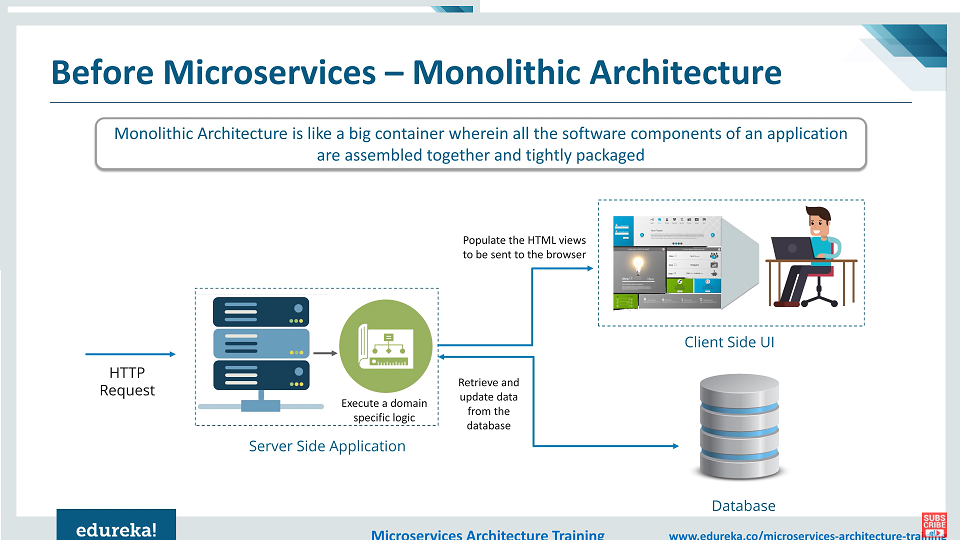 Before Microservices – Monolithic Architecture
Monolithic Architecture is like a big container wherein all the software components of an application
are assembled together and tightly packaged
Populate the HTML views
to be sent to the browser
Client Side UI
HTTP
Request
Execute a domain
specific logic
Server Side Application
Retrieve and
update data
from the
database
Database
edureka!
Microservices Architecture Training
www.edureka.co/microservices-architecture-training
SUBS
CRIBE